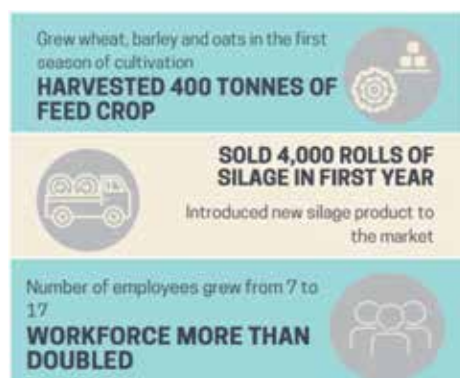 Grew wheat, barley and oats in the first
season of cultivation
HARVESTED 400 TONNES OF
FEED CROP
SOLD 4,000 ROLLS OF
SILAGE IN FIRST YEAR
Introduced new silage product to
the market
Number of employees grew from 7 to
17
WORKFORCE MORE THAN
DOUBLED